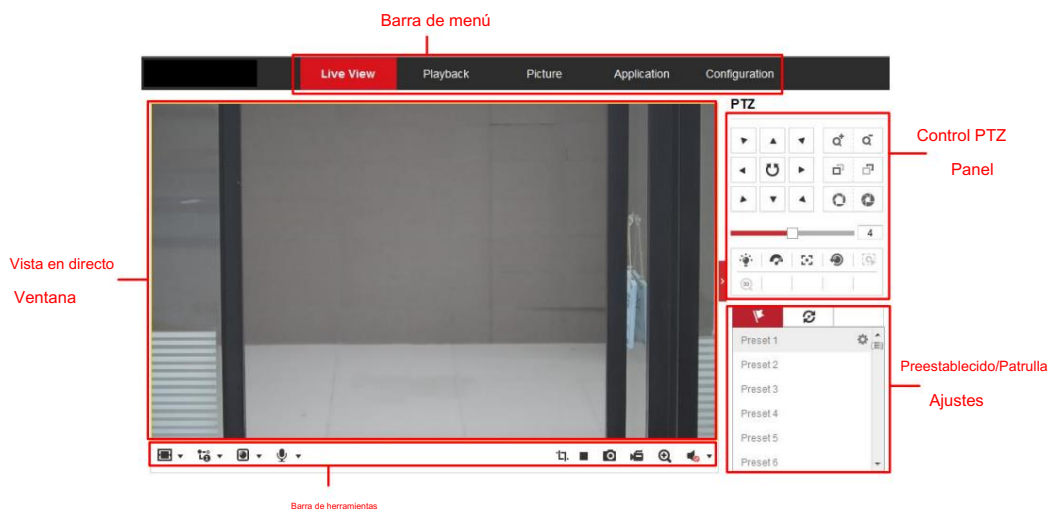 Barra de menú
Live View Playback Picture Application Configuration
PTZ
Control PTZ
Panel
4
Vista en directo
Ventana
Preset 1
Preset 2
Preset 3
Preset 4
Preset 5
Preset 6
Preestablecido/Patrulla
Ajustes
Barra de herramientas